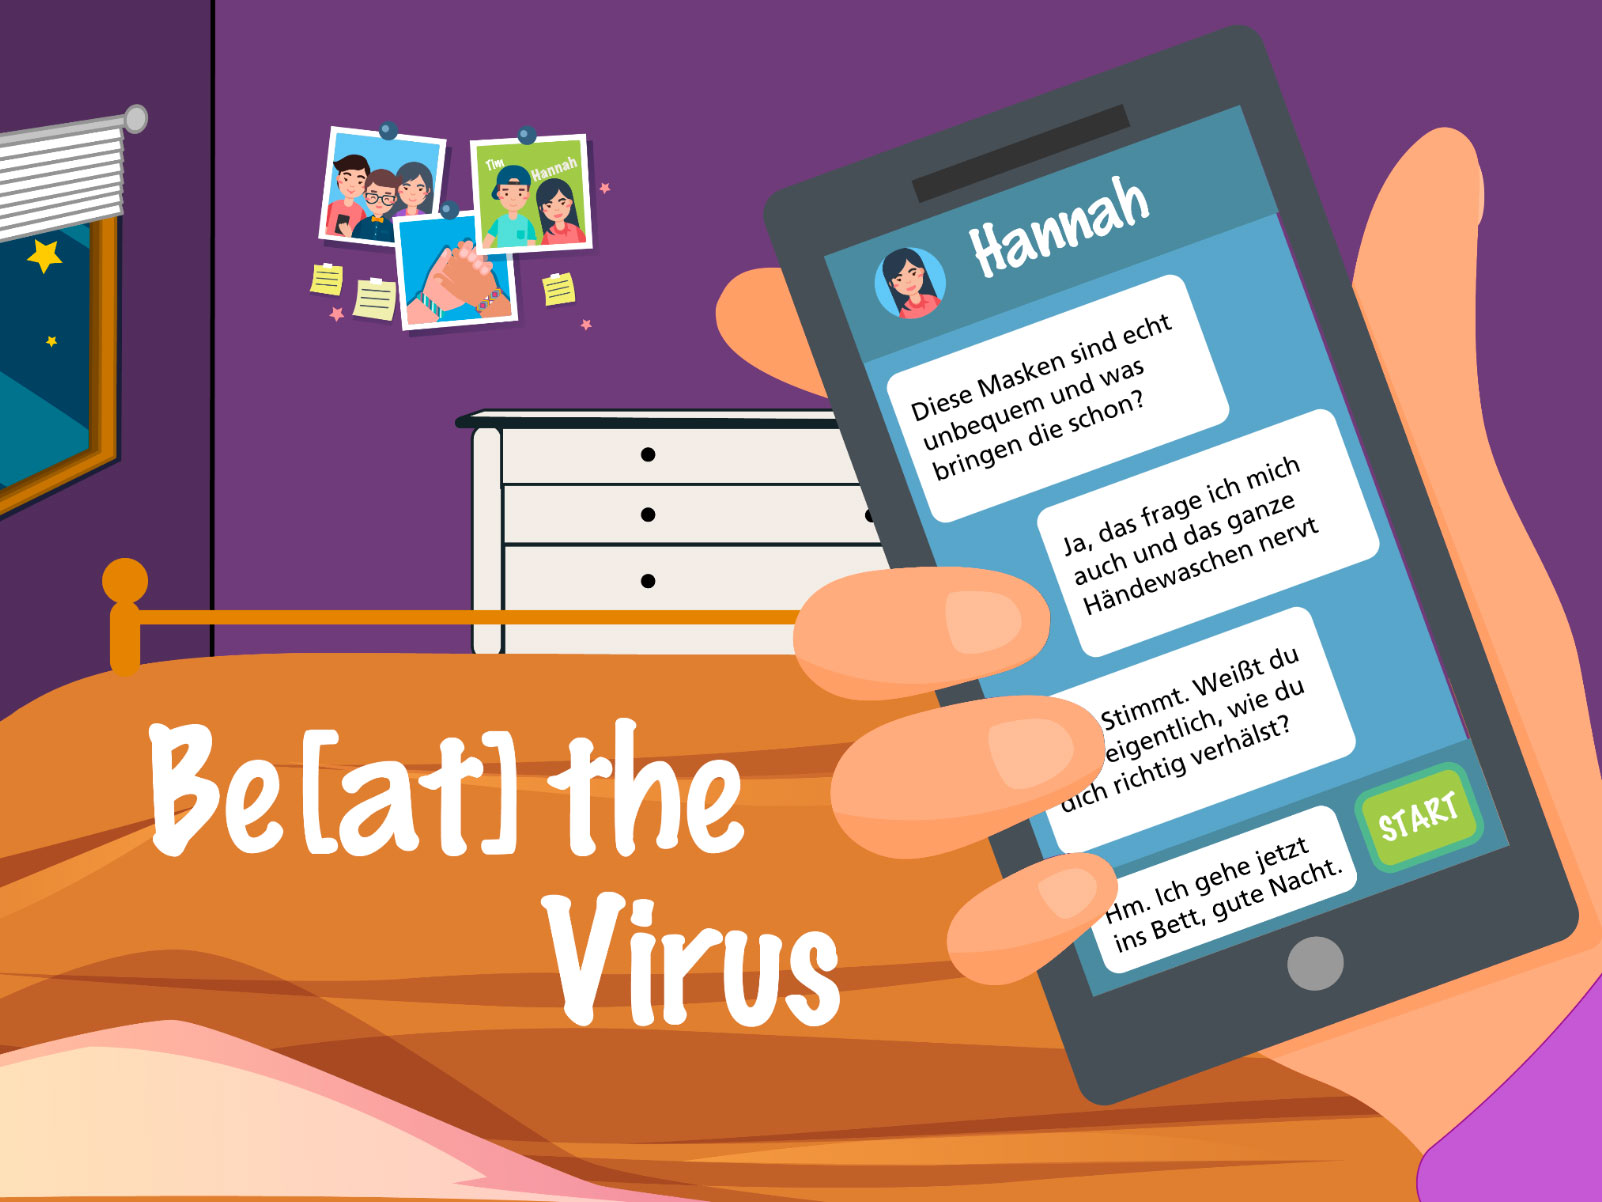 Tim
Hannah
Hannah
Diese Masken sind echt
unbequem und was
bringen die schon?
Ja, das frage ich mich
auch und das ganze
Händewaschen nervt
Stimmt. Weißt du
eigentlich, wie du
dich richtig verhälst?
Hm. Ich gehe jetzt
ins Bett, gute Nacht.
START
Be[at] the
Virus